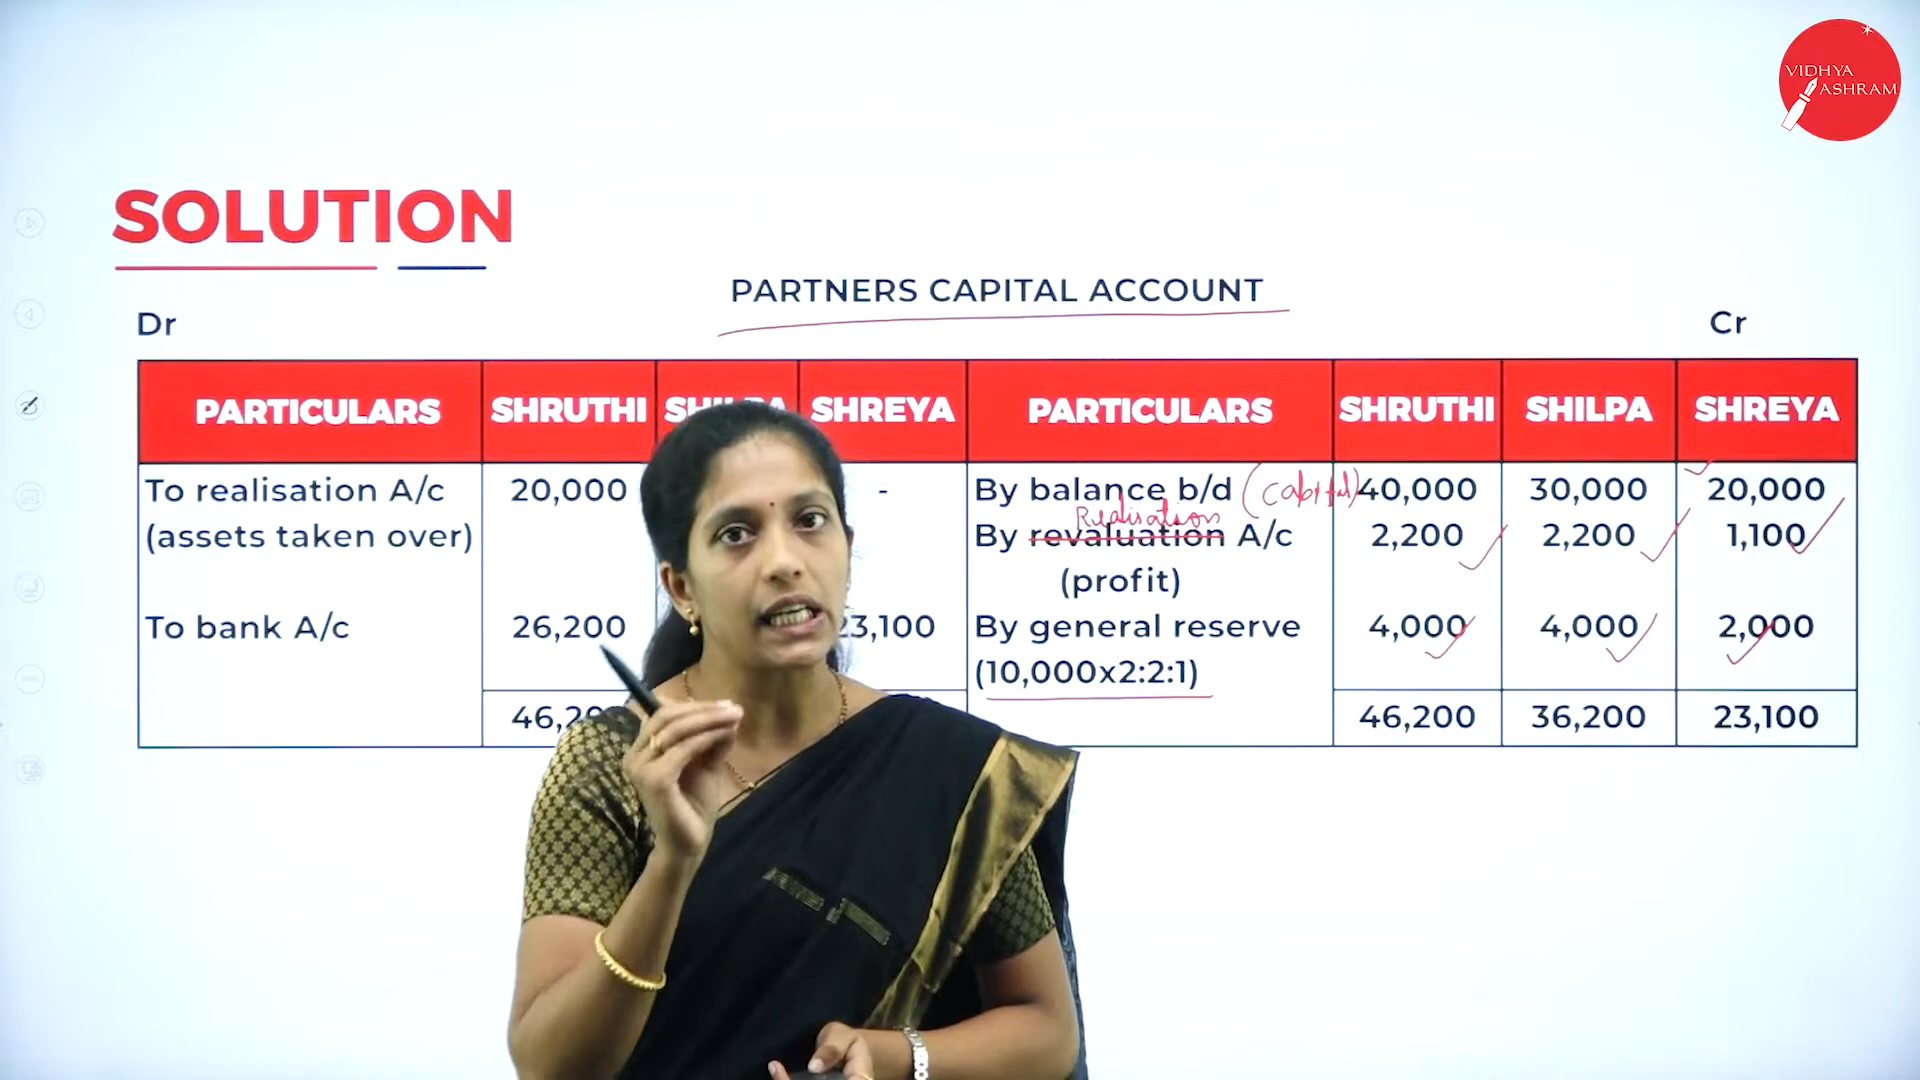 VIDHYA
ASHRAM
SOLUTION
PARTNERS CAPITAL ACCOUNT
Dr
Cr
PARTICULARS SHRUTHI SHREYA PARTICULARS SHRUTHI SHILPA SHREYA
To realisation A/c 20,000 - By balance b/d (Capital) 40,000 30,000 20,000
Realisation
(assets taken over) By revaluation A/c 2,200 2,200 1,100
(profit)
To bank A/c 26,200 23,100 By general reserve 4,000 4,000 2,000
(10,000x2:2:1)
46,200 36,200 23,100